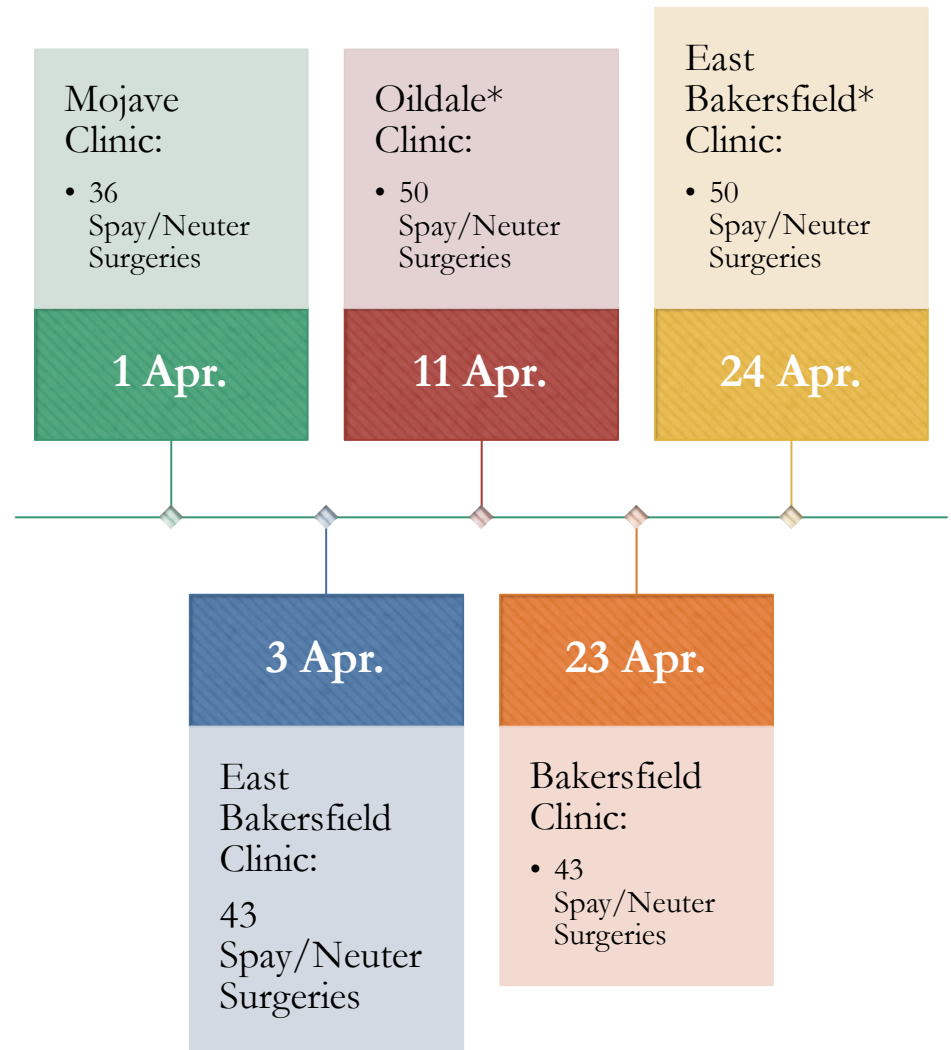 Mojave
Clinic:
• 36
Spay/Neuter
Surgeries
1 Apr.
East
Bakersfield
Clinic:
43
Spay/Neuter
Surgeries
3 Apr.
Oildale*
Clinic:
• 50
Spay/Neuter
Surgeries
11 Apr.
Bakersfield
Clinic:
• 43
Spay/Neuter
Surgeries
23 Apr.
East
Bakersfield*
Clinic:
• 50
Spay/Neuter
Surgeries
24 Apr.